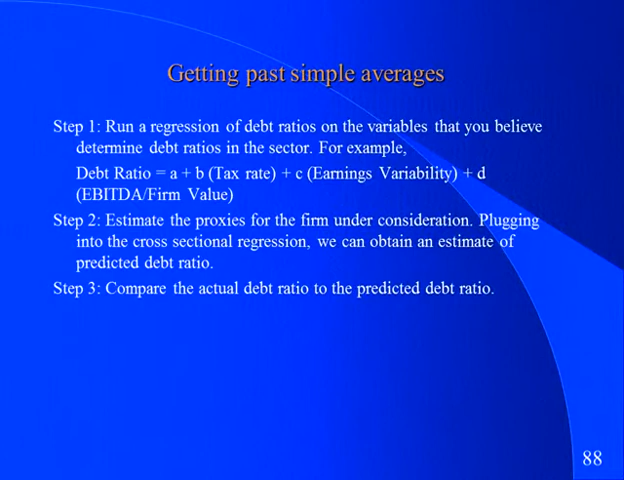 Getting past simple averages
Step 1: Run a regression of debt ratios on the variables that you believe
determine debt ratios in the sector. For example,
Debt Ratio = a + b (Tax rate) + c (Earnings Variability) + d
(EBITDA/Firm Value)
Step 2: Estimate the proxies for the firm under consideration. Plugging
into the cross sectional regression, we can obtain an estimate of
predicted debt ratio.
Step 3: Compare the actual debt ratio to the predicted debt ratio.
88